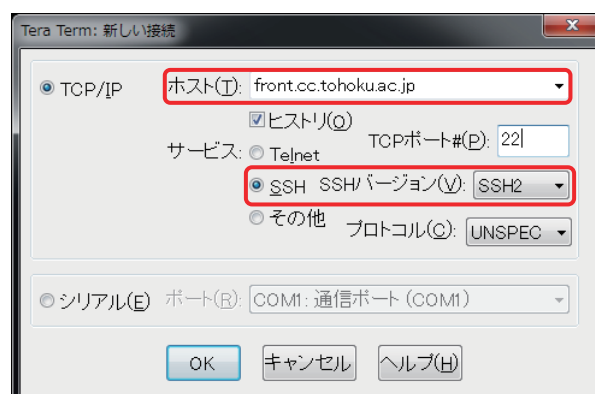 Tera Term: 新しい接続
TCP/IP ホスト(T): front.cc.tohoku.ac.jp
ヒストリ(O)
サービス: Telnet TCPポート#(P): 22
SSH SSHバージョン(V): SSH2
その他 プロトコル(C): UNSPEC
シリアル(E) ポート(R): COM1: 通信ポート (COM1)
OK キャンセル ヘルプ(H)